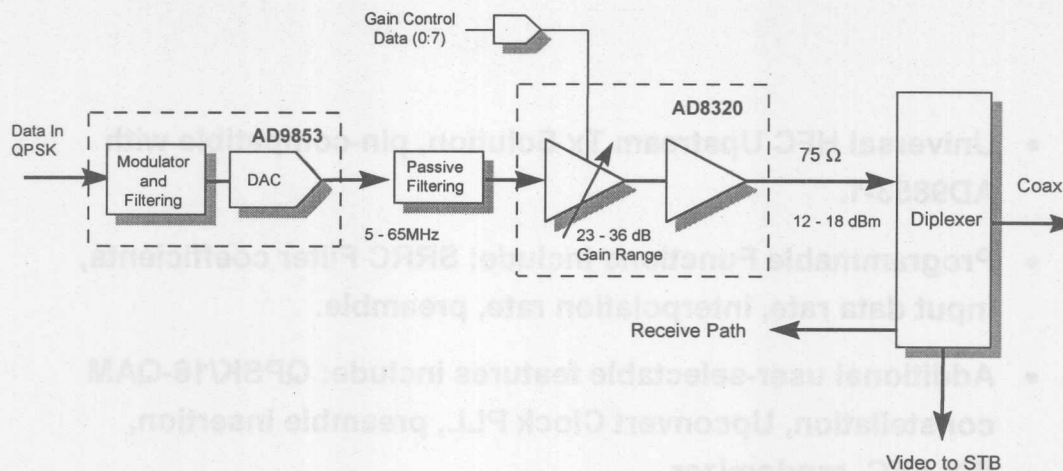 Gain Control
Data (0:7)
AD8320
AD9853
Data In
QPSK
Modulator
and
Filtering
DAC
Passive
Filtering
75 Ω
Diplexer
Coax
5 - 65MHz
23 - 36 dB
Gain Range
12 - 18 dBm
Receive Path
Video to STB
Universal HFC Upstream Tx Solution, pin-compatible with
Programmable Functions include: SRRC Filter coefficients,
input data rate, interpolation rate, preamble.
Additional user-selectable features include: QPSK/16-QAM
constellation, Upconvert Clock PLL, preamble insertion,
randomizer